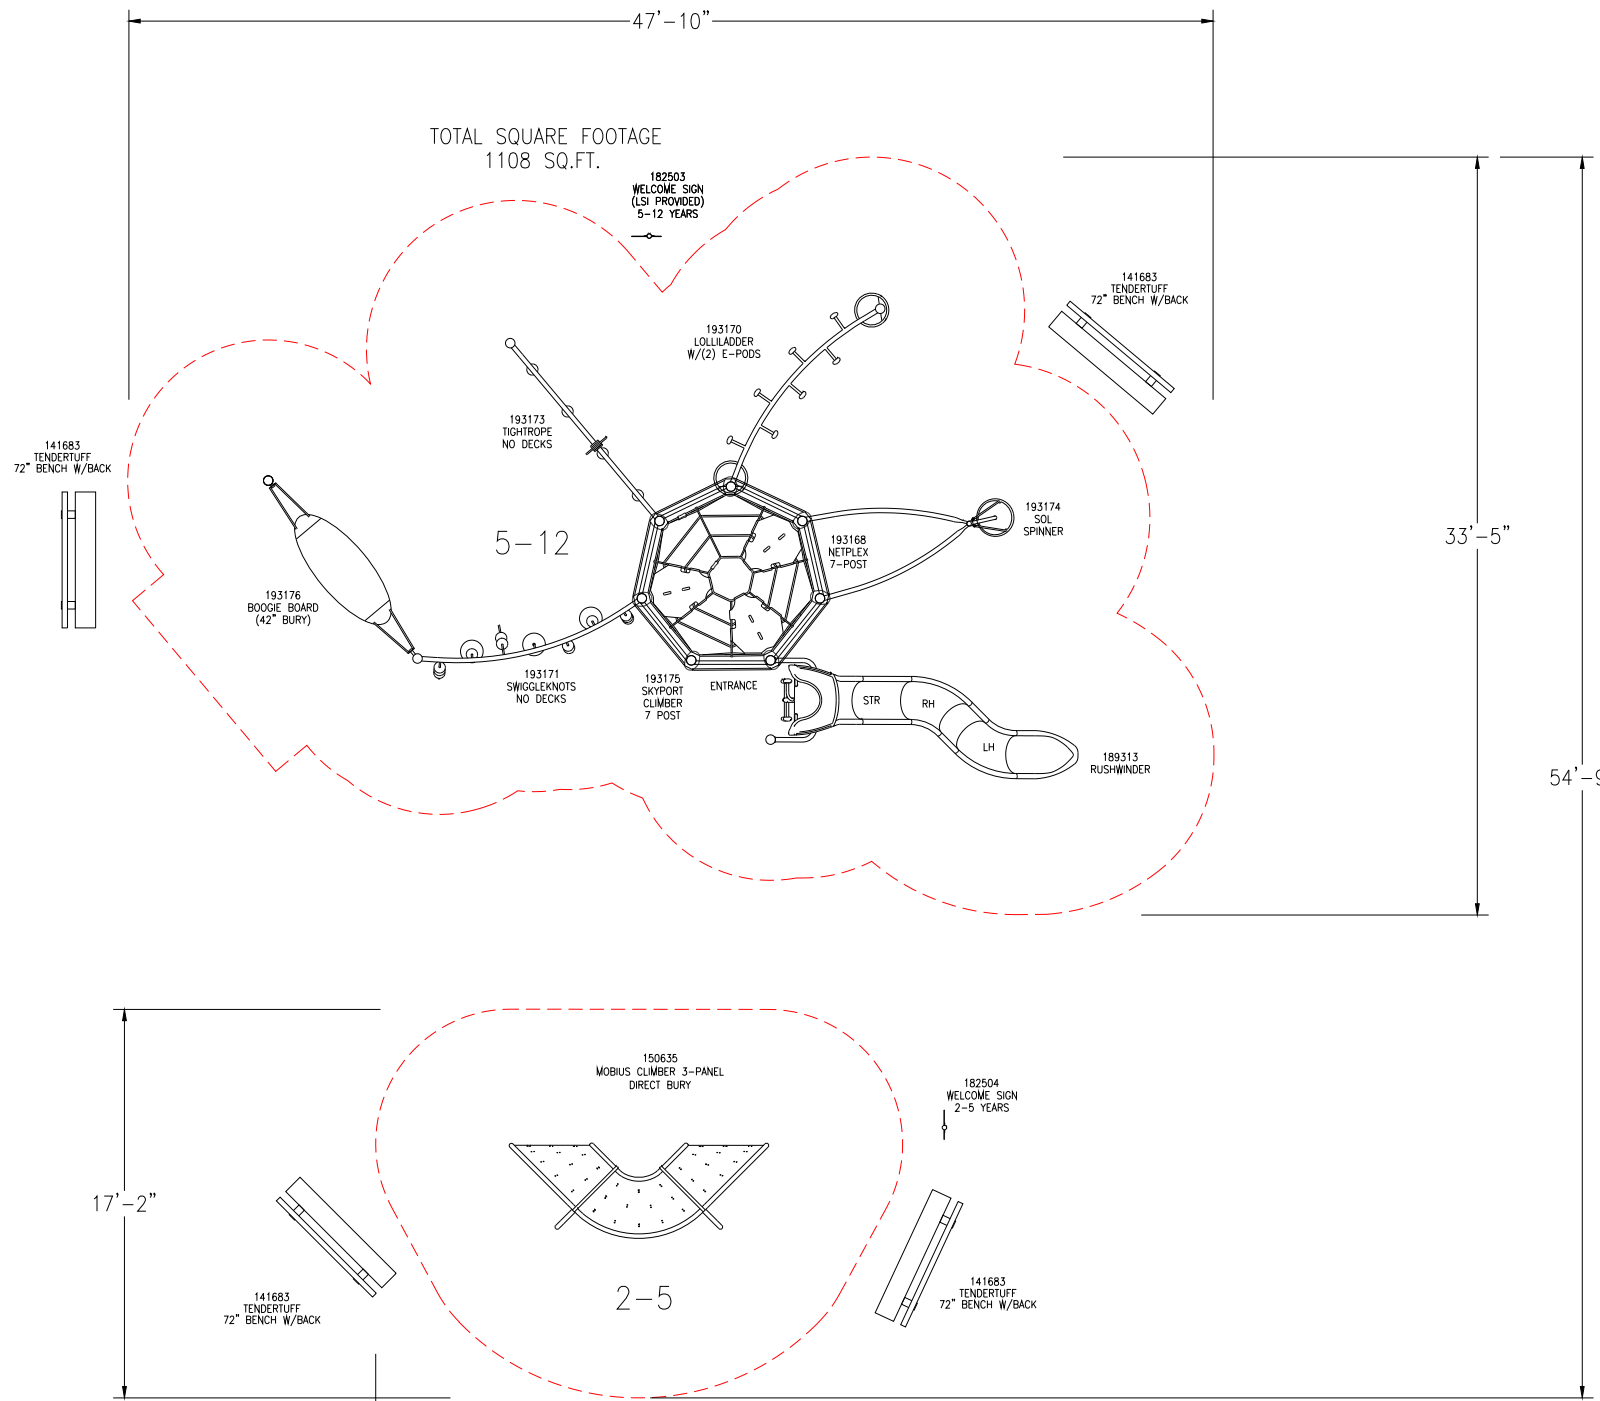 47'-10"
TOTAL SQUARE FOOTAGE
1108 SQ.FT.
182503
WELCOME SIGN
(LSI PROVIDED)
5-12 YEARS
141683
TENDERTUFF
72" BENCH W/BACK
193170
LOLLILADDER
W/(2) E-PODS
193173
TIGHTROPE
NO DECKS
141683
TENDERTUFF
72" BENCH W/BACK
193174
SOL
SPINNER
5-12
193168
NETPLEX
7-POST
33'-5"
193176
BOOGIE BOARD
(42" BURY)
193171
SWIGGLEKNOTS
NO DECKS
193175
SKYPORT
CLIMBER
7 POST
ENTRANCE
STR
RH
LH
189313
RUSHWINDER
54'-9
150635
MOBIUS CLIMBER 3-PANEL
DIRECT BURY
182504
WELCOME SIGN
2-5 YEARS
17'-2"
141683
TENDERTUFF
72" BENCH W/BACK
2-5
141683
TENDERTUFF
72" BENCH W/BACK